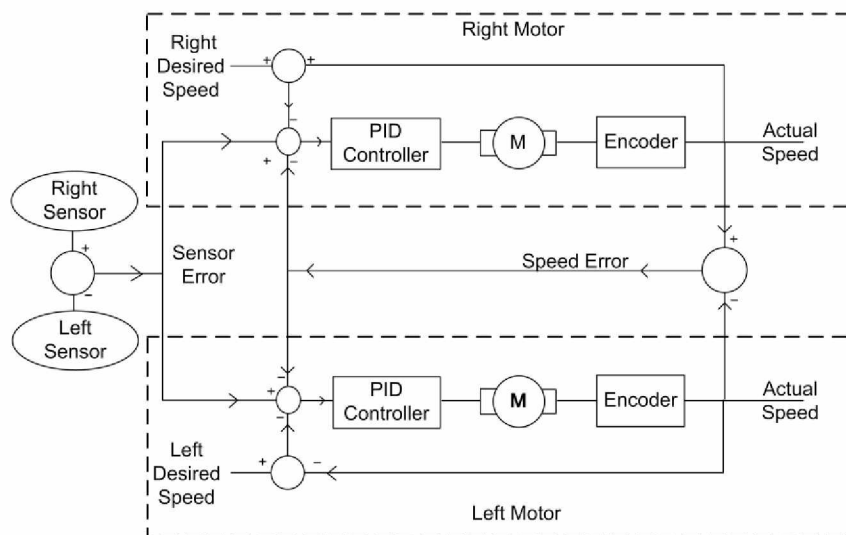 Right Motor
Right
Desired
Speed
+
+
−
+
−
PID
Controller
M
Encoder
Actual
Speed
Right
Sensor
+
−
Left
Sensor
Sensor
Error
Speed Error
+
−
−
+
−
PID
Controller
M
Encoder
Actual
Speed
Left
Desired
Speed
+
−
Left Motor